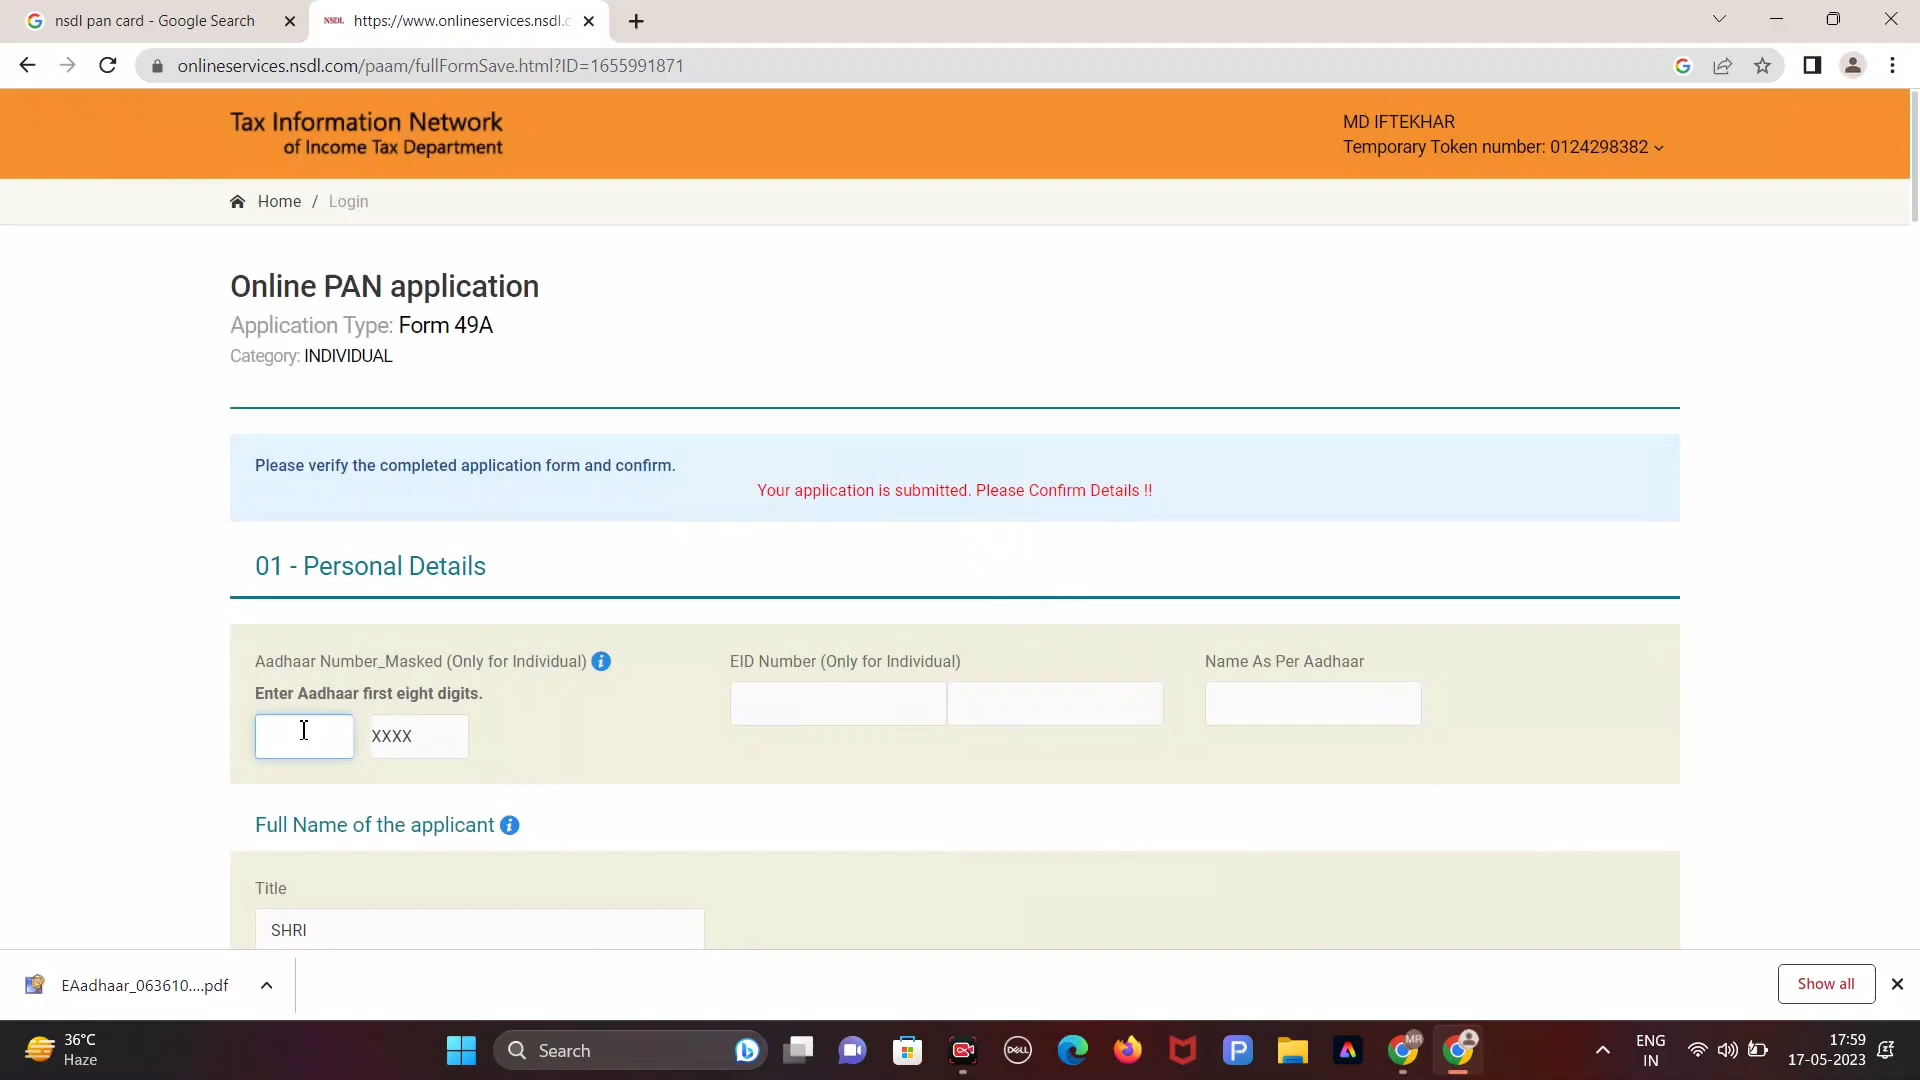 nsdl pan card - Google Search
NSDL https://www.onlineservices.nsdl.c
onlineservices.nsdl.com/paam/fullFormSave.html?ID=1655991871
Tax Information Network
of Income Tax Department
MD IFTEKHAR
Temporary Token number: 0124298382
Home / Login
Online PAN application
Application Type: Form 49A
Category: INDIVIDUAL
Please verify the completed application form and confirm.
Your application is submitted. Please Confirm Details !!
01 - Personal Details
Aadhaar Number_Masked (Only for Individual)
EID Number (Only for Individual)
Name As Per Aadhaar
Enter Aadhaar first eight digits.
XXXX
Full Name of the applicant
Title
SHRI
EAadhaar_063610....pdf
Show all
36°C
Haze
Search
DELL
MR
ENG
IN
17:59
17-05-2023